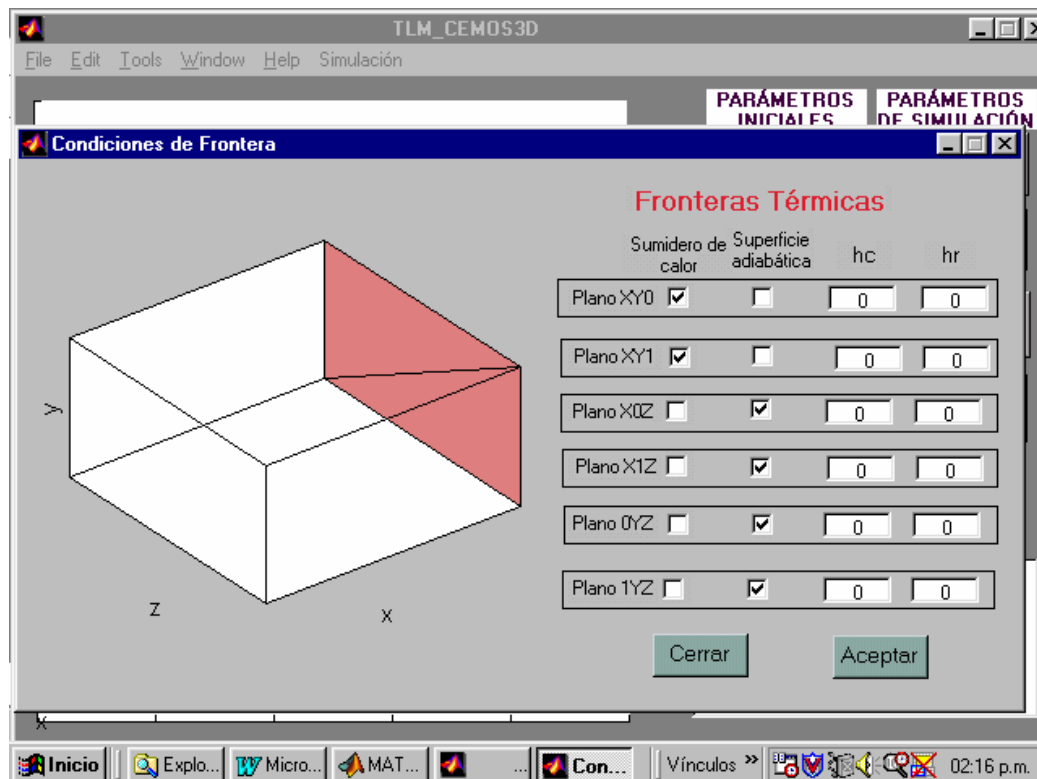 TLM_CEMOS3D
File Edit Tools Window Help Simulación
PARÁMETROS INICIALES
PARÁMETROS DE SIMULACIÓN
Condiciones de Frontera
Fronteras Térmicas
Sumidero de calor
Superficie adiabática
hc
hr
Plano XY0 0 0
Plano XY1 0 0
Plano X0Z 0 0
Plano X1Z 0 0
Plano 0YZ 0 0
Plano 1YZ 0 0
y
z
x
Cerrar
Aceptar
x
Inicio Explo... Micro... MAT... ... Con... Vínculos » 02:16 p.m.